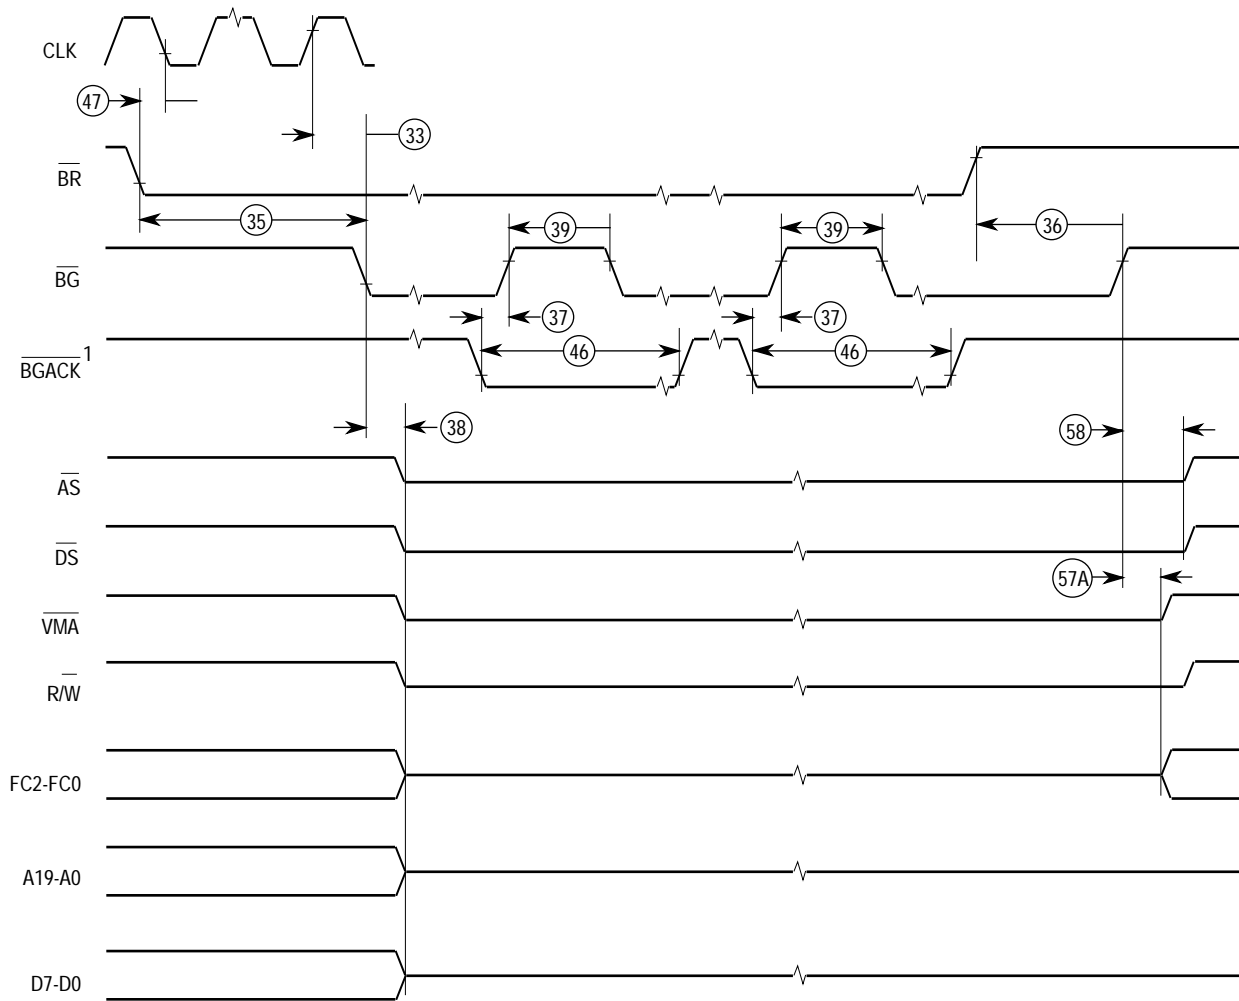 CLK
47
33
BR
35
39
39
36
BG
37
37
BGACK 1
46
46
38
58
AS
DS
57A
VMA
R/W
FC2-FC0
A19-A0
D7-D0